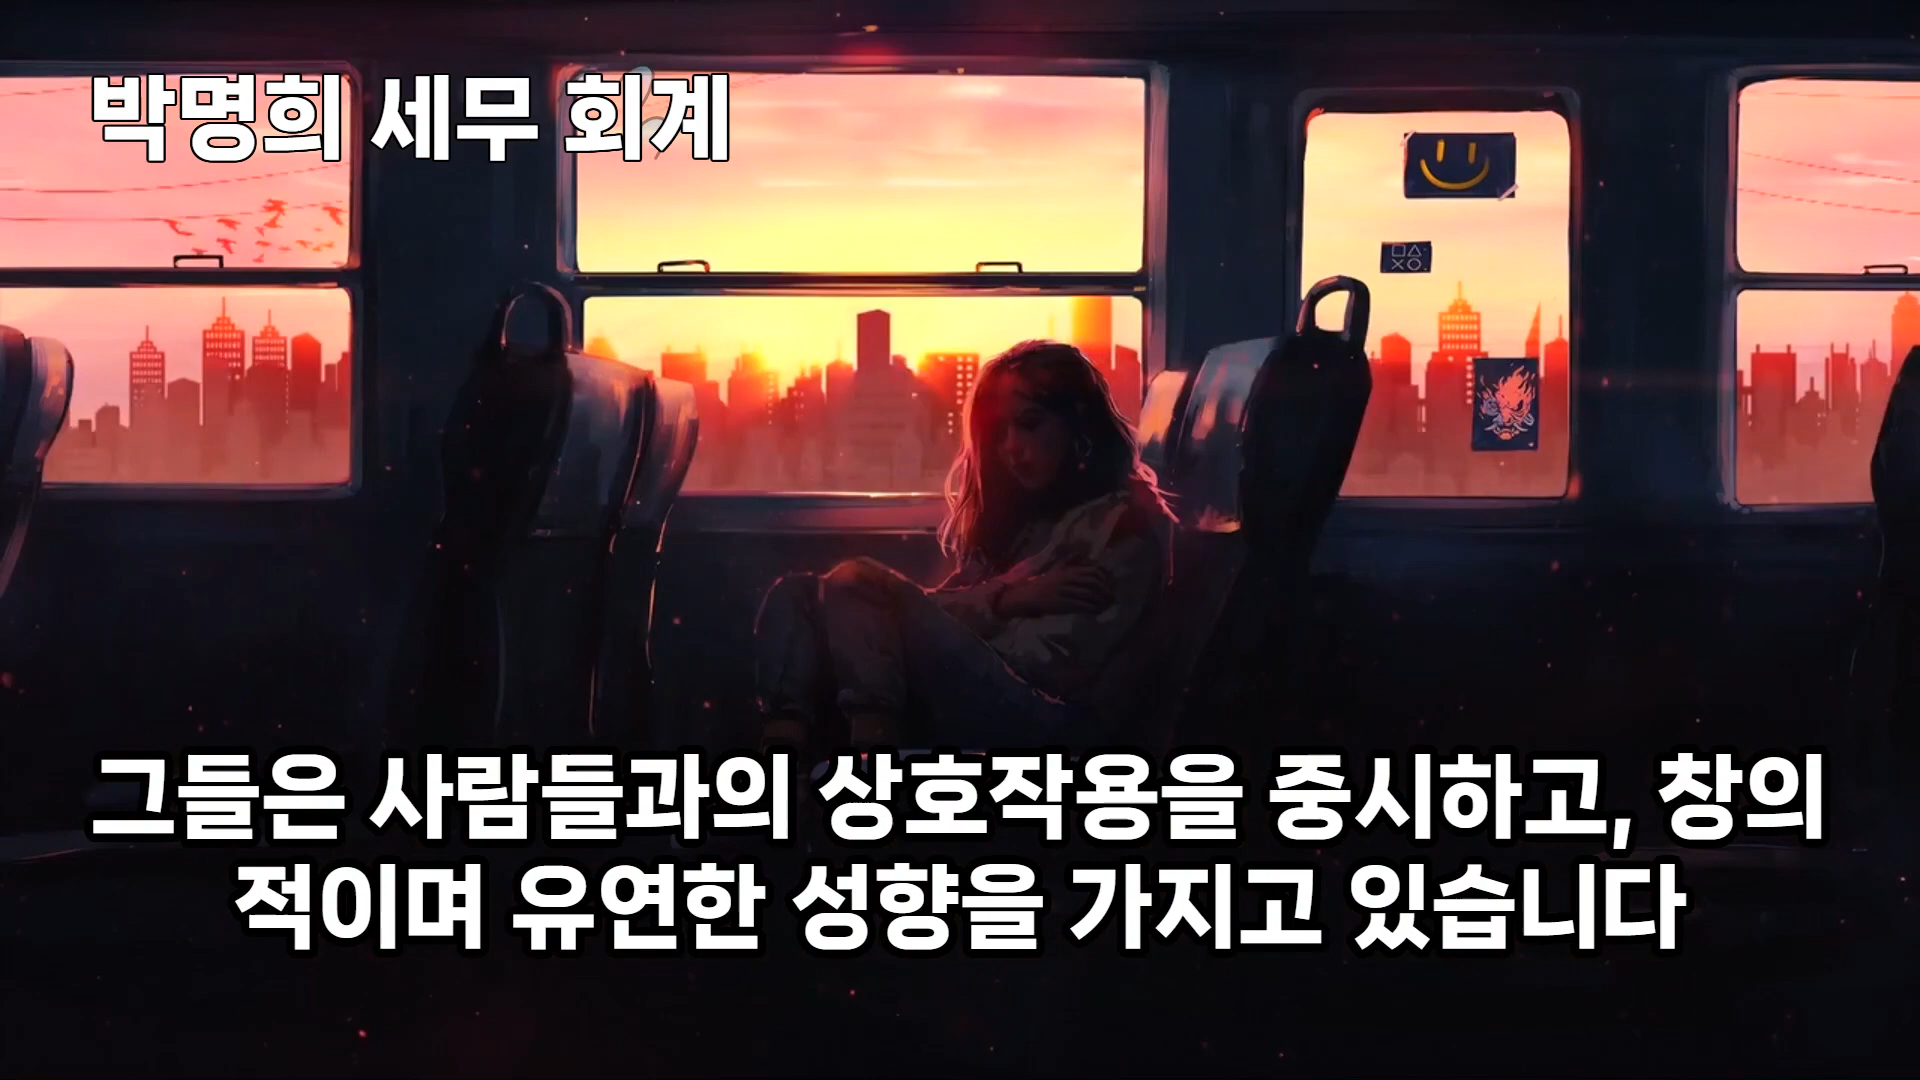 박명희 세무 회계
그들은 사람들과의 상호작용을 중시하고, 창의
적이며 유연한 성향을 가지고 있습니다